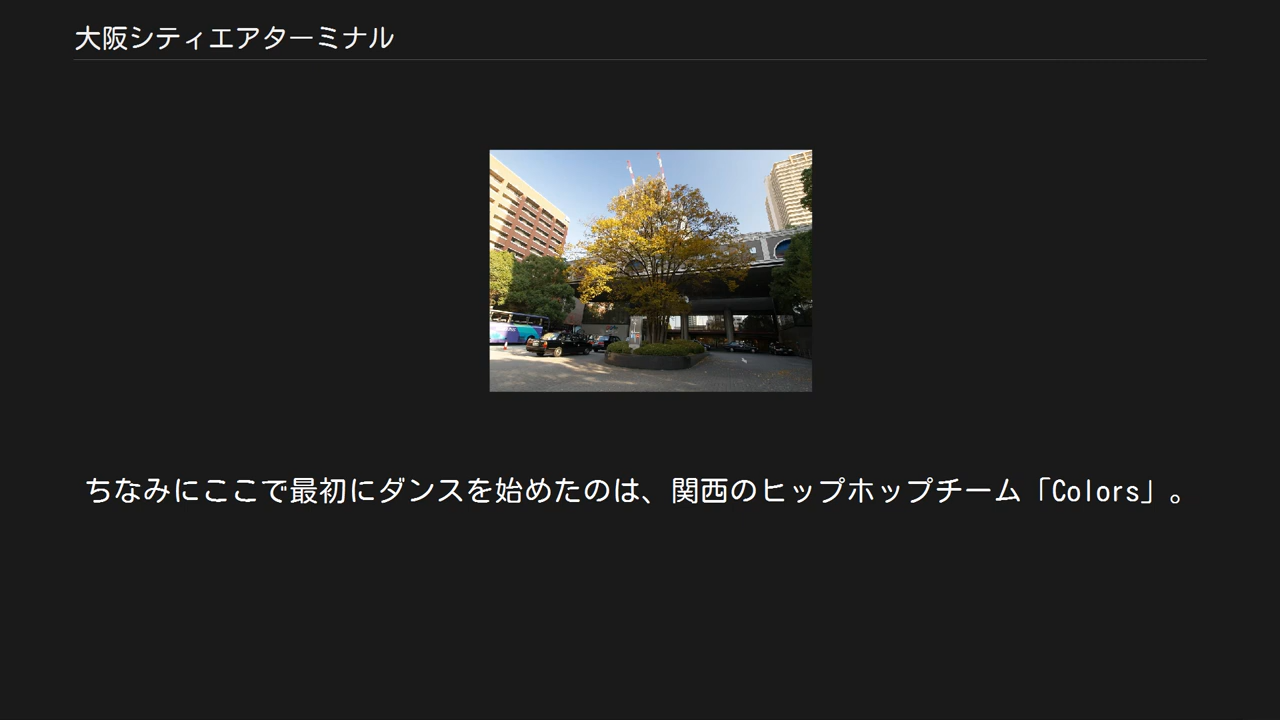 大阪シティエアターミナル
ちなみにここで最初にダンスを始めたのは、関西のヒップホップチーム「Colors」。